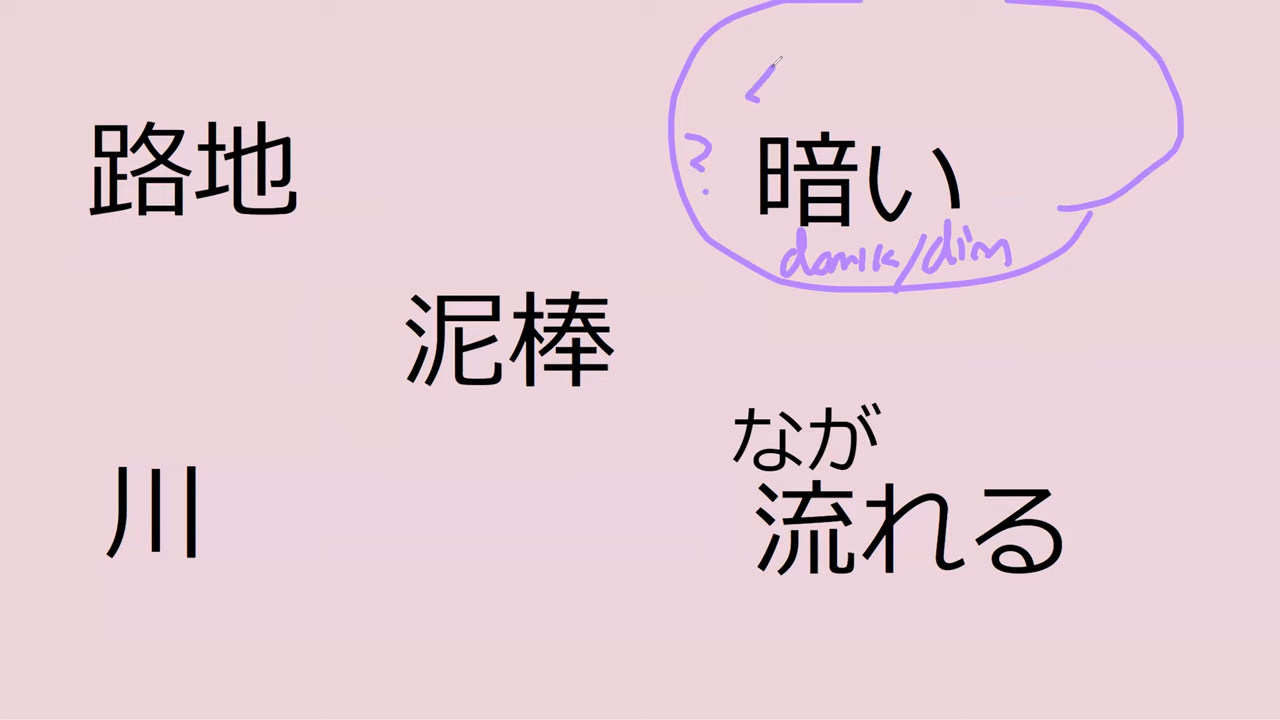 路地
?
暗い
dark/dim
泥棒
なが
流れる
川